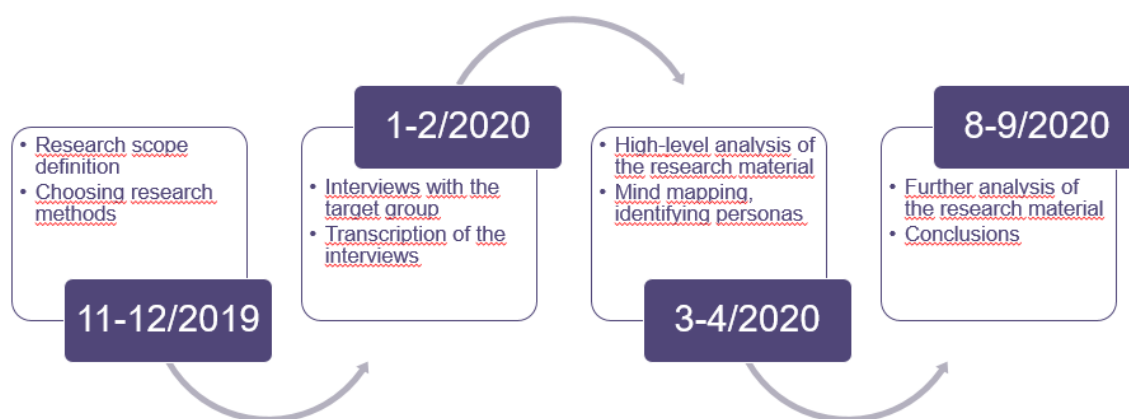 • Research scope
definition
• Choosing research
methods
11-12/2019
1-2/2020
• Interviews with the
target group
• Transcription of the
interviews
• High-level analysis of
the research material
• Mind mapping,
identifying personas
3-4/2020
8-9/2020
• Further analysis of
the research material
• Conclusions